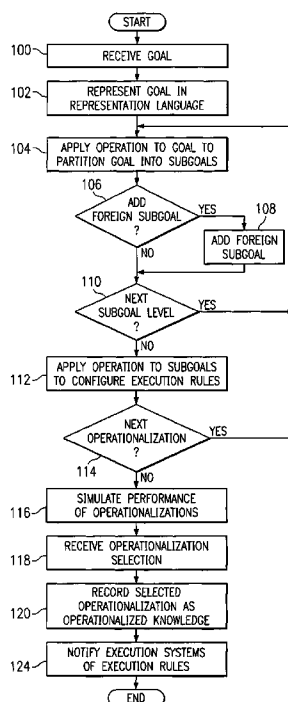 START
100
RECEIVE GOAL
102
REPRESENT GOAL IN
REPRESENTATION LANGUAGE
104
APPLY OPERATION TO GOAL TO
PARTITION GOAL INTO SUBGOALS
106
ADD
FOREIGN SUBGOAL
?
YES
108
ADD FOREIGN
SUBGOAL
NO
110
NEXT
SUBGOAL LEVEL
?
YES
NO
112
APPLY OPERATION TO SUBGOALS
TO CONFIGURE EXECUTION RULES
NEXT
OPERATIONALIZATION
?
YES
114
NO
116
SIMULATE PERFORMANCE
OF OPERATIONALIZATIONS
118
RECEIVE OPERATIONALIZATION
SELECTION
120
RECORD SELECTED
OPERATIONALIZATION AS
OPERATIONALIZED KNOWLEDGE
124
NOTIFY EXECUTION SYSTEMS
OF EXECUTION RULES
END